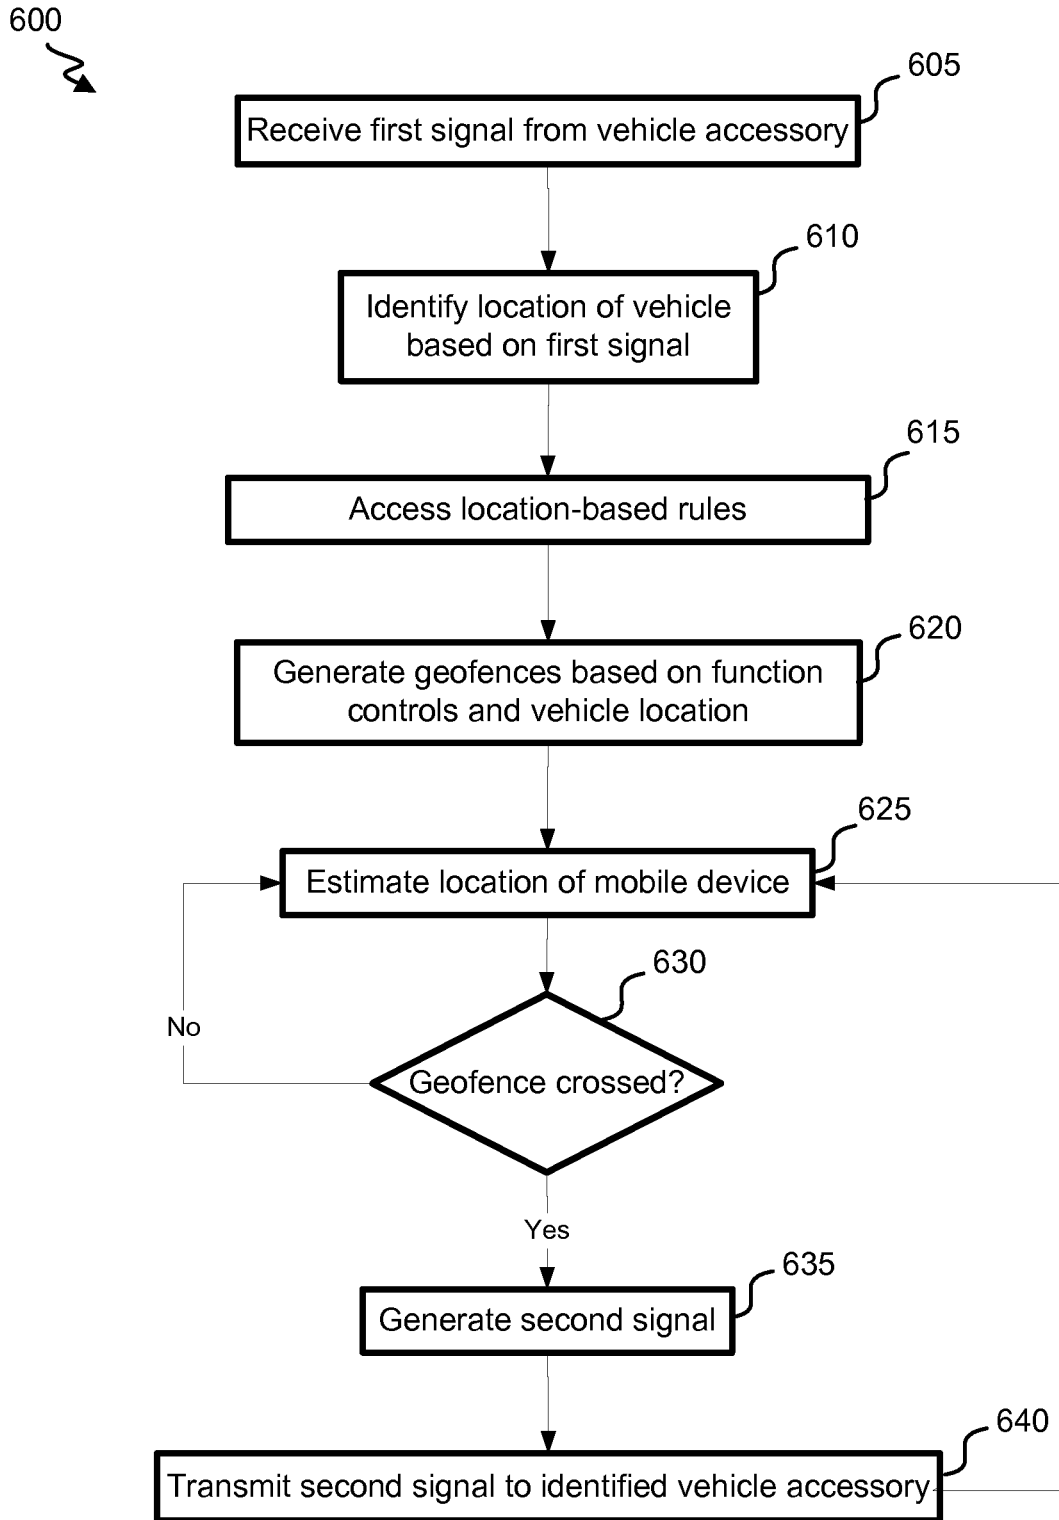 600
605
Receive first signal from vehicle accessory
610
Identify location of vehicle
based on first signal
615
Access location-based rules
620
Generate geofences based on function
controls and vehicle location
625
Estimate location of mobile device
630
No
Geofence crossed?
Yes
635
Generate second signal
640
Transmit second signal to identified vehicle accessory